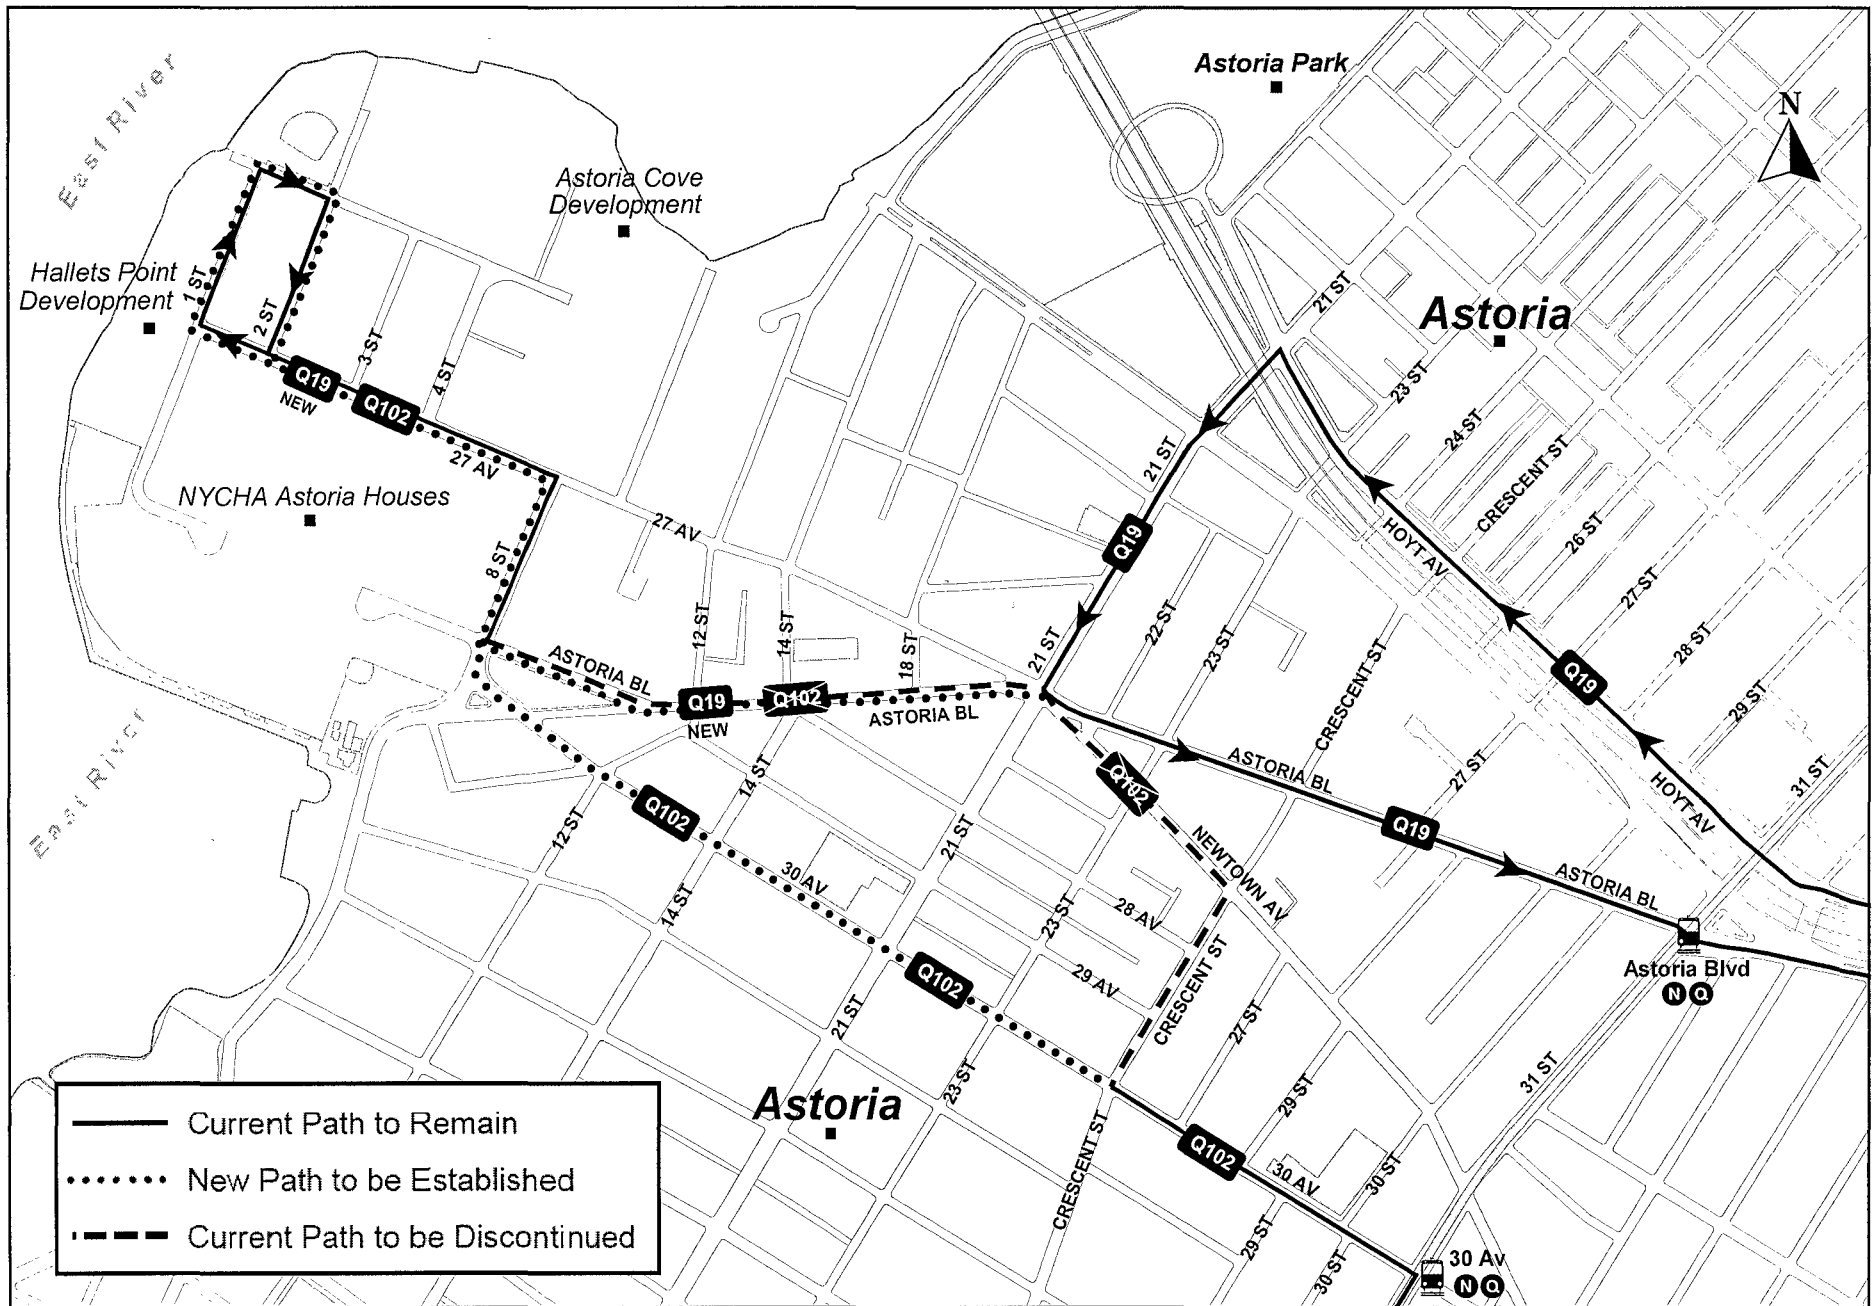 Astoria Park
N
East River
Astoria Cove
Development
Hallets Point
Development
1 ST
2 ST
3 ST
4 ST
Q19
NEW
Q102
27 AV
NYCHA Astoria Houses
8 ST
27 AV
21 ST
Astoria
23 ST
24 ST
CRESCENT ST
26 ST
27 ST
28 ST
29 ST
31 ST
HOYT AV
Q19
HOYT AV
21 ST
Q19
21 ST
22 ST
23 ST
CRESCENT ST
27 ST
12 ST
14 ST
18 ST
ASTORIA BL
Q19
NEW
Q102
ASTORIA BL
East River
ASTORIA BL
Q19
ASTORIA BL
Astoria Blvd
N Q
Q102
NEWTOWN AV
Q102
14 ST
12 ST
14 ST
30 AV
21 ST
28 AV
23 ST
29 AV
CRESCENT ST
27 ST
Q102
21 ST
23 ST
29 ST
31 ST
Astoria
CRESCENT ST
Q102
30 AV
30 ST
29 ST
30 ST
30 Av
N Q
Current Path to Remain
New Path to be Established
Current Path to be Discontinued